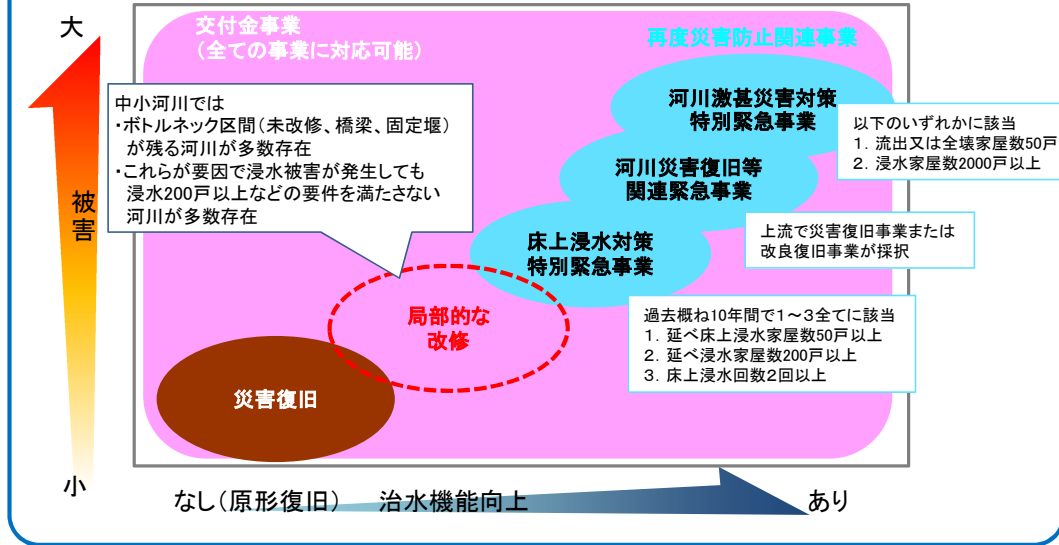 大
交付金事業
(全ての事業に対応可能)
再度災害防止関連事業
中小河川では
・ボトルネック区間(未改修、橋梁、固定堰)
が残る河川が多数存在
・これらが要因で浸水被害が発生しても
浸水200戸以上などの要件を満たさない
河川が多数存在
河川激甚災害対策
特別緊急事業
以下のいずれかに該当
1. 流出又は全壊家屋数50戸
2. 浸水家屋数2000戸以上
河川災害復旧等
関連緊急事業
被害
上流で災害復旧事業または
改良復旧事業が採択
床上浸水対策
特別緊急事業
局部的な
改修
過去概ね10年間で1~3全てに該当
1. 延べ床上浸水家屋数50戸以上
2. 延べ浸水家屋数200戸以上
3. 床上浸水回数2回以上
災害復旧
小
なし(原形復旧) 治水機能向上 あり